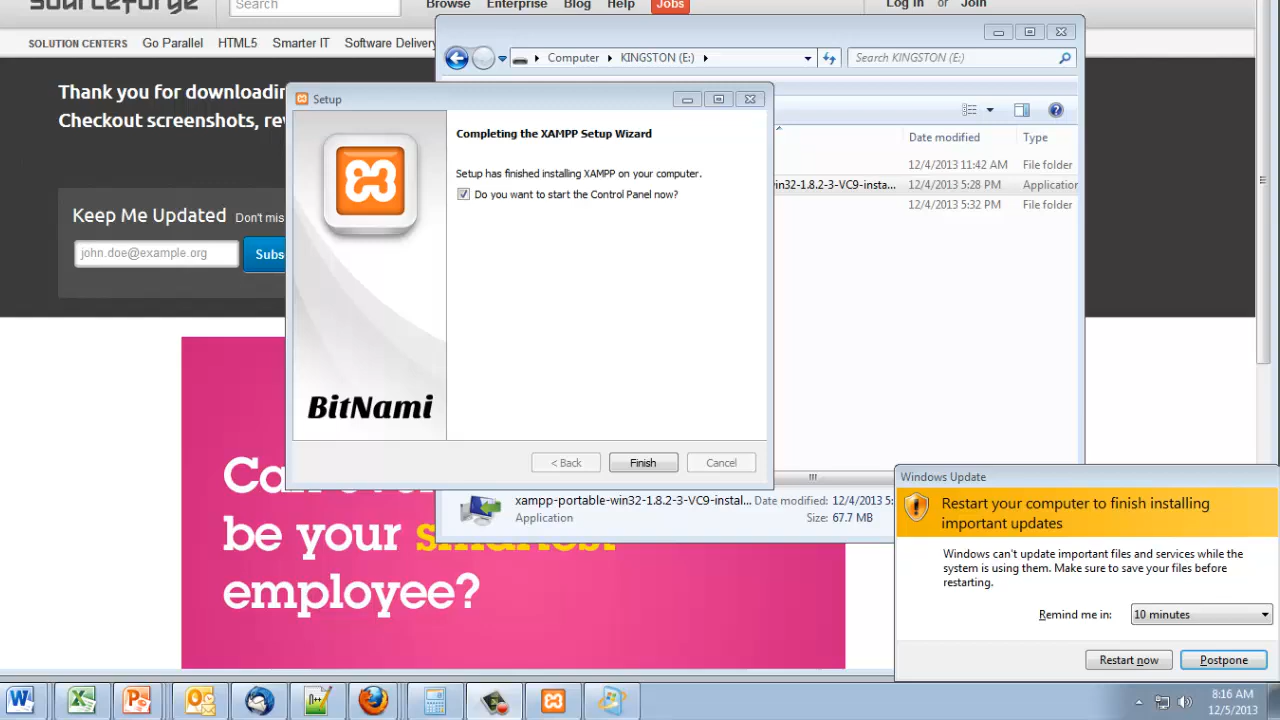 sourceforge
Search
Browse Enterprise Blog Help Jobs
Log In or Join
SOLUTION CENTERS Go Parallel HTML5 Smarter IT Software Delivery
Thank you for downloading
Checkout screenshots,
Keep Me Updated Don't mis
john.doe@example.org
Subs
Computer KINGSTON (E:)
Search KINGSTON (E:)
Date modified Type
12/4/2013 11:42 AM File folder
in32-1.8.2-3-VC9-insta... 12/4/2013 5:28 PM Application
12/4/2013 5:32 PM File folder
Setup
Completing the XAMPP Setup Wizard
Setup has finished installing XAMPP on your computer.
Do you want to start the Control Panel now?
BitNami
< Back Finish Cancel
xampp-portable-win32-1.8.2-3-VC9-instal... Date modified: 12/4/2013 5:
Application Size: 67.7 MB
be your
employee?
Windows Update
Restart your computer to finish installing
important updates
Windows can't update important files and services while the
system is using them. Make sure to save your files before
restarting.
Remind me in: 10 minutes
Restart now Postpone
8:16 AM
12/5/2013